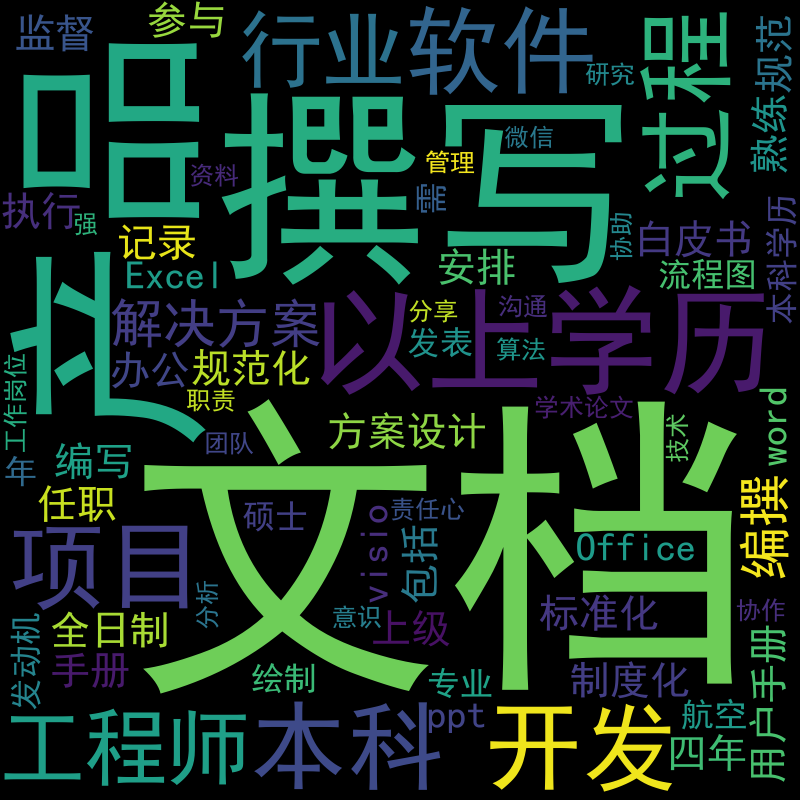 监督
参与
行业
软件
过程
熟练
规范
产品
撰写
研究
微信
管理
需
资料
强
执行
记录
Excel
协助
白皮书
本科学历
安排
流程图
解决方案
以上学历
分享
沟通
发表
算法
办公
规范化
职责
工作岗位
学术论文
方案设计
团队
技术
word
文档
编写
年
任职
硕士
visio
责任心
包括
Office
编撰
项目
分析
意识
上级
标准化
协作
全日制
发动机
手册
绘制
专业
制度化
用户手册
ppt
航空
工程师
本科
开发
四年